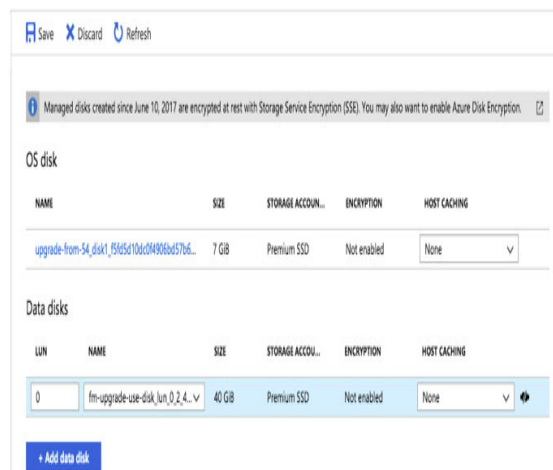 Save Discard Refresh
Managed disks created since June 10, 2017 are encrypted at rest with Storage Service Encryption (SSE). You may also want to enable Azure Disk Encryption.
OS disk
NAME SIZE STORAGE ACCOUN... ENCRYPTION HOST CACHING
upgrade-from-54_disk1_f5fd5d10dc0f4906bd57b6... 7 GiB Premium SSD Not enabled None
Data disks
LUN NAME SIZE STORAGE ACCOU... ENCRYPTION HOST CACHING
0 fm-upgrade-use-disk_lun_0_2_4... 40 GiB Premium SSD Not enabled None
+ Add data disk